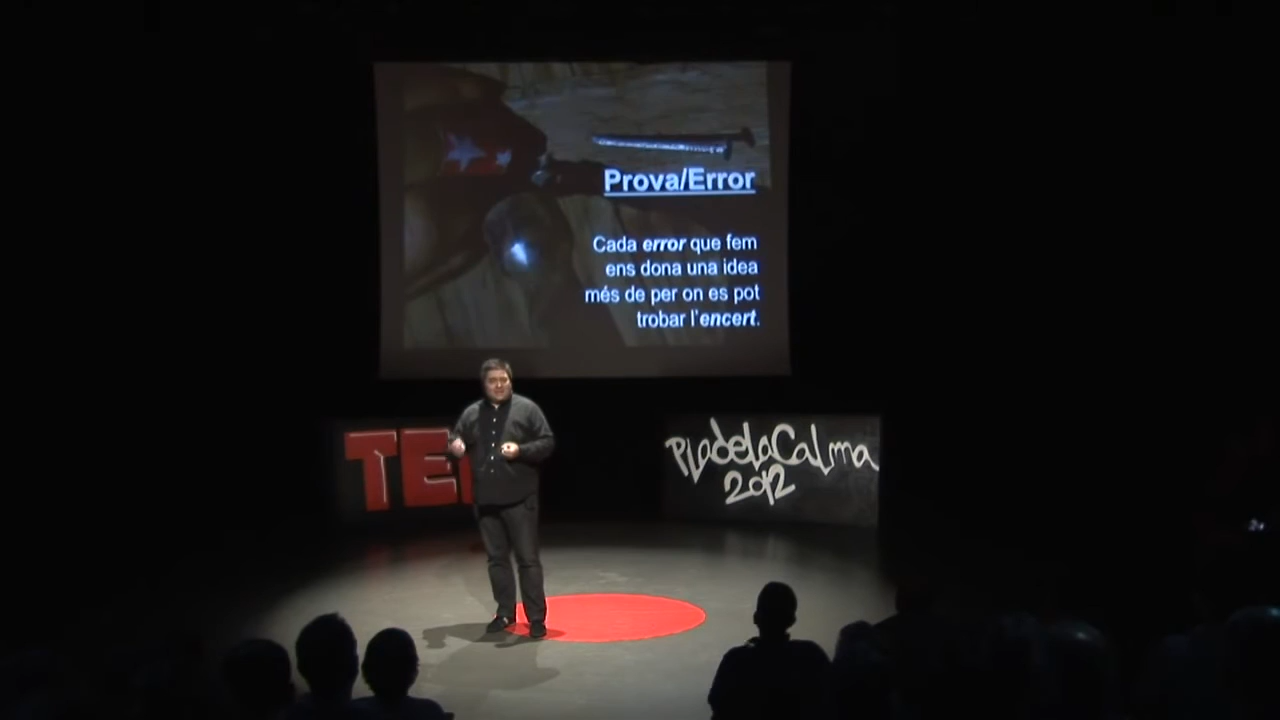 Prova/Error
Cada error que fem
ens dona una idea
més de per on es pot
trobar l'encert.
TED
PladelaCalma
2012